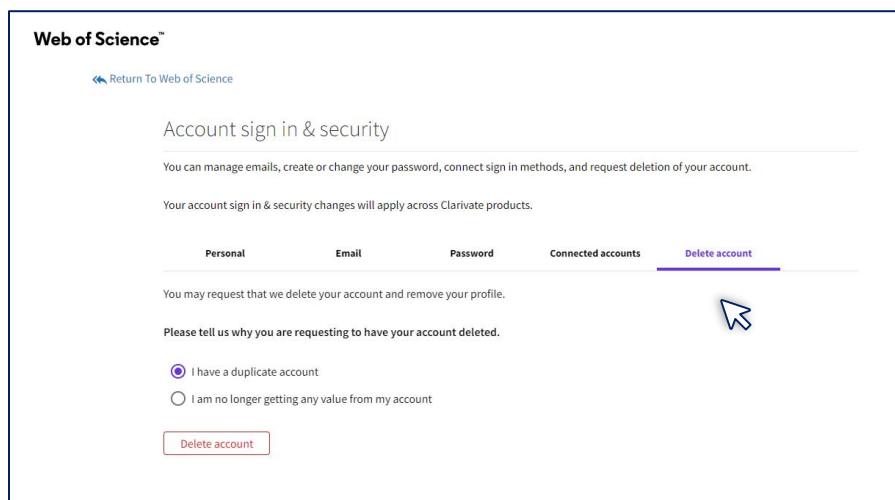 Web of Science™
Return To Web of Science
Account sign in & security
You can manage emails, create or change your password, connect sign in methods, and request deletion of your account.
Your account sign in & security changes will apply across Clarivate products.
Personal Email Password Connected accounts Delete account
You may request that we delete your account and remove your profile.
Please tell us why you are requesting to have your account deleted.
I have a duplicate account
I am no longer getting any value from my account
Delete account